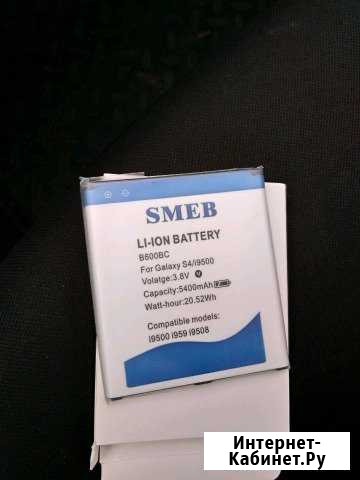 SMEB
LI-ION BATTERY
B600BC
For Galaxy S4/i9500
Volatge:3.8V
Capacity:5400mAh
Watt-hour:20.52Wh
Compatible models:
i9500 i959 i9508
Интернет-
Кабинет.Ру